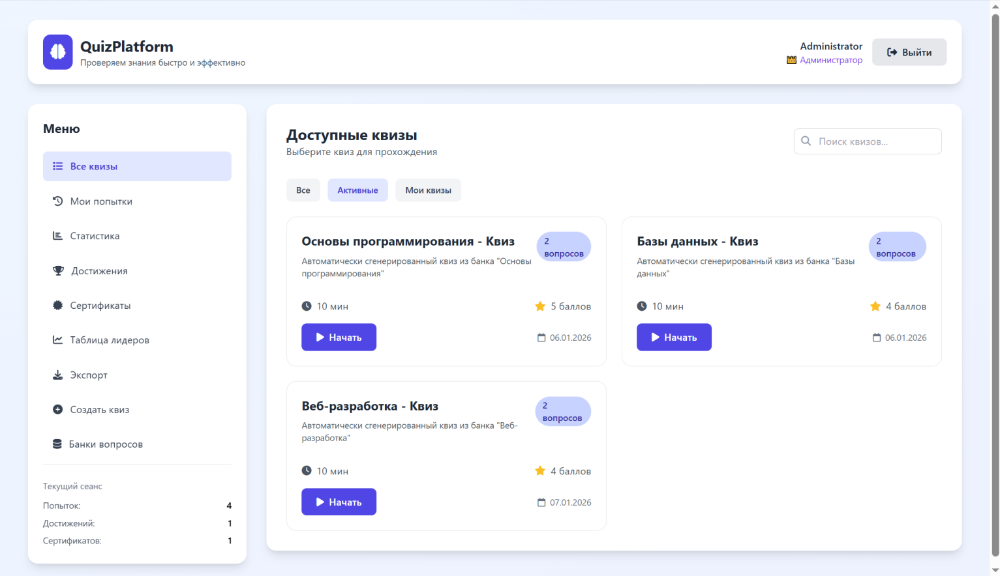 QuizPlatform
Проверяем знания быстро и эффективно
Administrator
Администратор
Выйти
Меню
Все квизы
Мои попытки
Статистика
Достижения
Сертификаты
Таблица лидеров
Экспорт
Создать квиз
Банки вопросов
Текущий сеанс
Попыток: 4
Достижений: 1
Сертификатов: 1
Доступные квизы
Выберите квиз для прохождения
Поиск квизов...
Все
Активные
Мои квизы
Основы программирования - Квиз
2
вопросов
Автоматически сгенерированный квиз из банка "Основы
программирования"
10 мин
5 баллов
Начать
06.01.2026
Базы данных - Квиз
2
вопросов
Автоматически сгенерированный квиз из банка "Базы
данных"
10 мин
4 баллов
Начать
06.01.2026
Веб-разработка - Квиз
2
вопросов
Автоматически сгенерированный квиз из банка "Веб-
разработка"
10 мин
4 баллов
Начать
07.01.2026